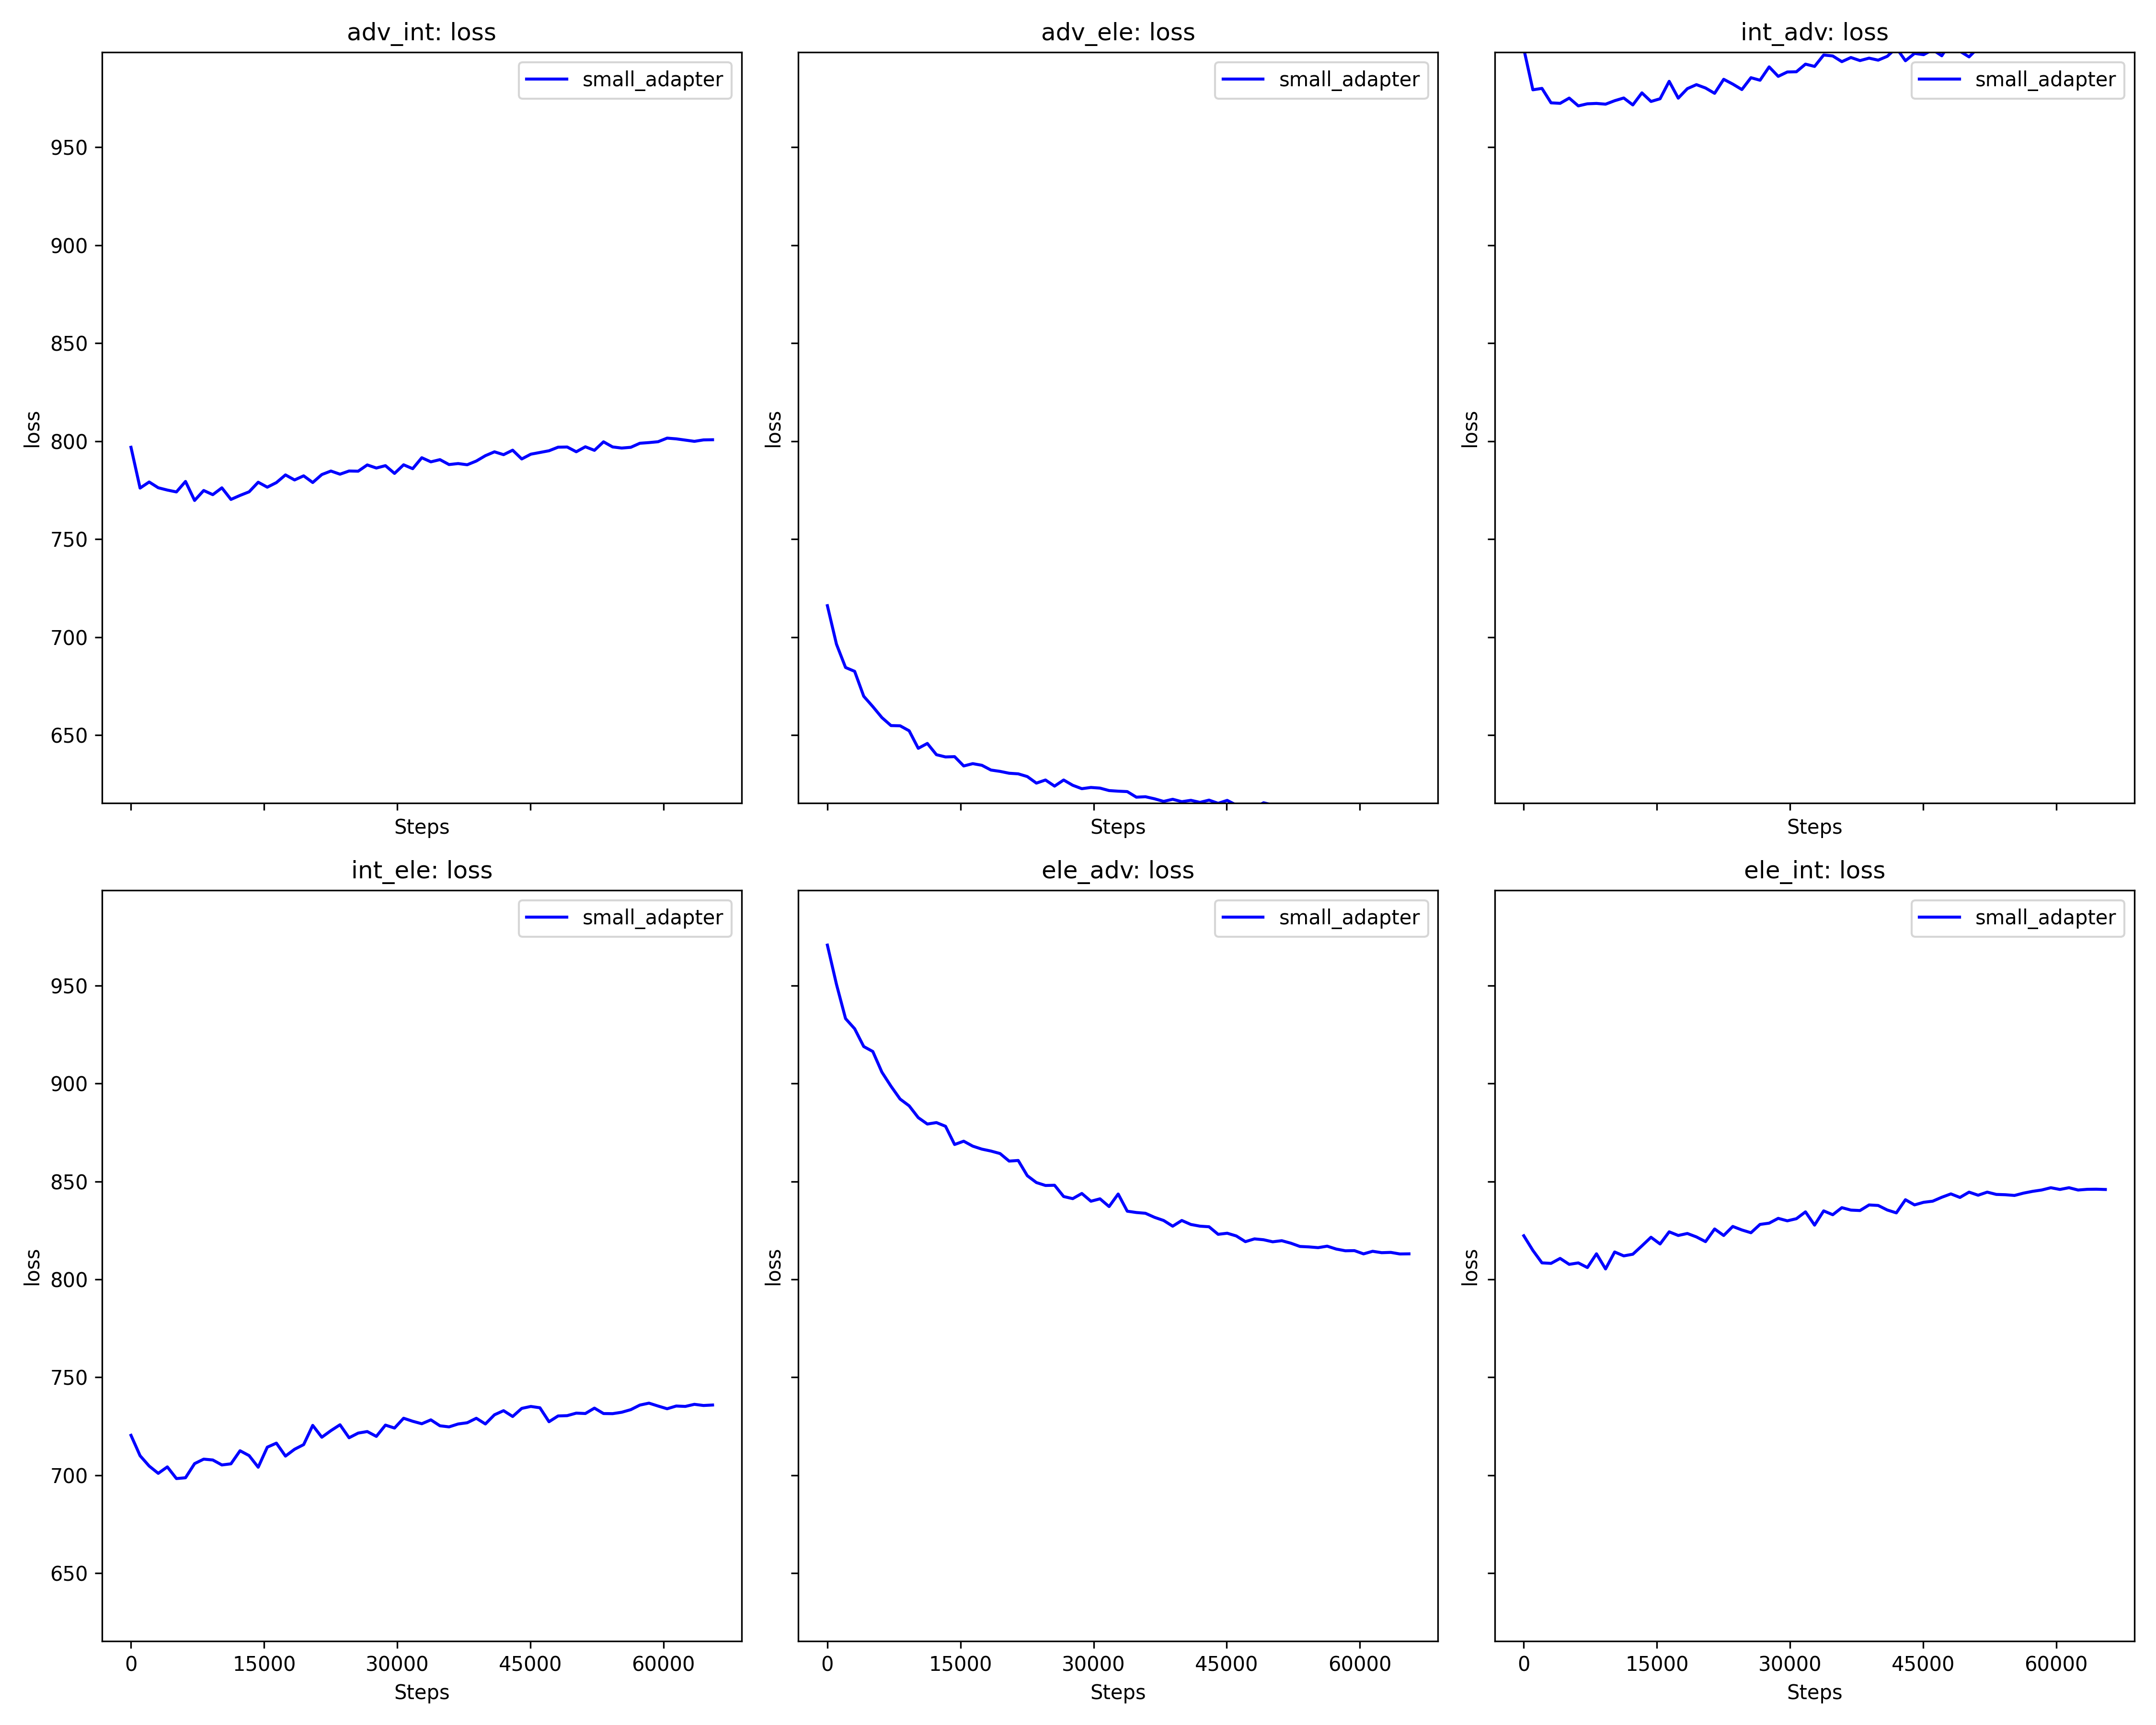 adv_int: loss
small_adapter
950
900
850
800
750
700
650
loss
Steps
adv_ele: loss
small_adapter
loss
Steps
int_adv: loss
small_adapter
loss
Steps
int_ele: loss
small_adapter
950
900
850
800
750
700
650
loss
0 15000 30000 45000 60000
Steps
ele_adv: loss
small_adapter
loss
0 15000 30000 45000 60000
Steps
ele_int: loss
small_adapter
loss
0 15000 30000 45000 60000
Steps